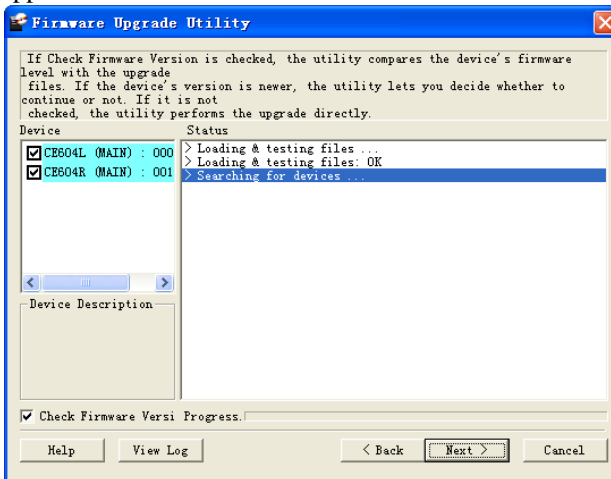 Firmware Upgrade Utility
If Check Firmware Version is checked, the utility compares the device's firmware
level with the upgrade
files. If the device's version is newer, the utility lets you decide whether to
continue or not. If it is not
checked, the utility performs the upgrade directly.
Device Status
CE604L (MAIN) : 000
CE604R (MAIN) : 001
> Loading & testing files ...
> Loading & testing files: OK
> Searching for devices ...
Device Description
Check Firmware Versi Progress.
Help View Log < Back Next > Cancel